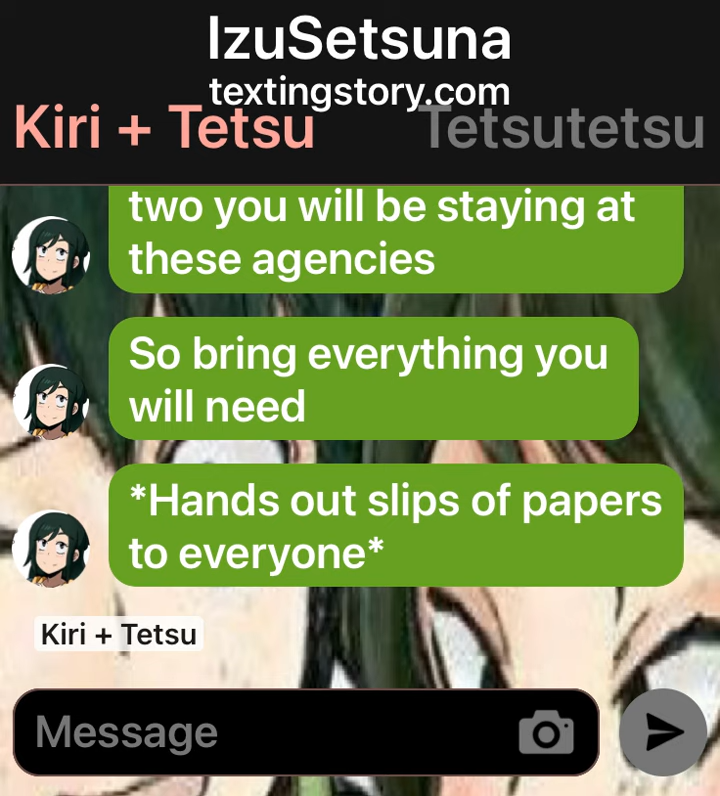 IzuSetsuna
textingstory.com
Kiri + Tetsu
Tetsutetsu
two you will be staying at
these agencies
So bring everything you
will need
*Hands out slips of papers
to everyone*
Kiri + Tetsu
Message